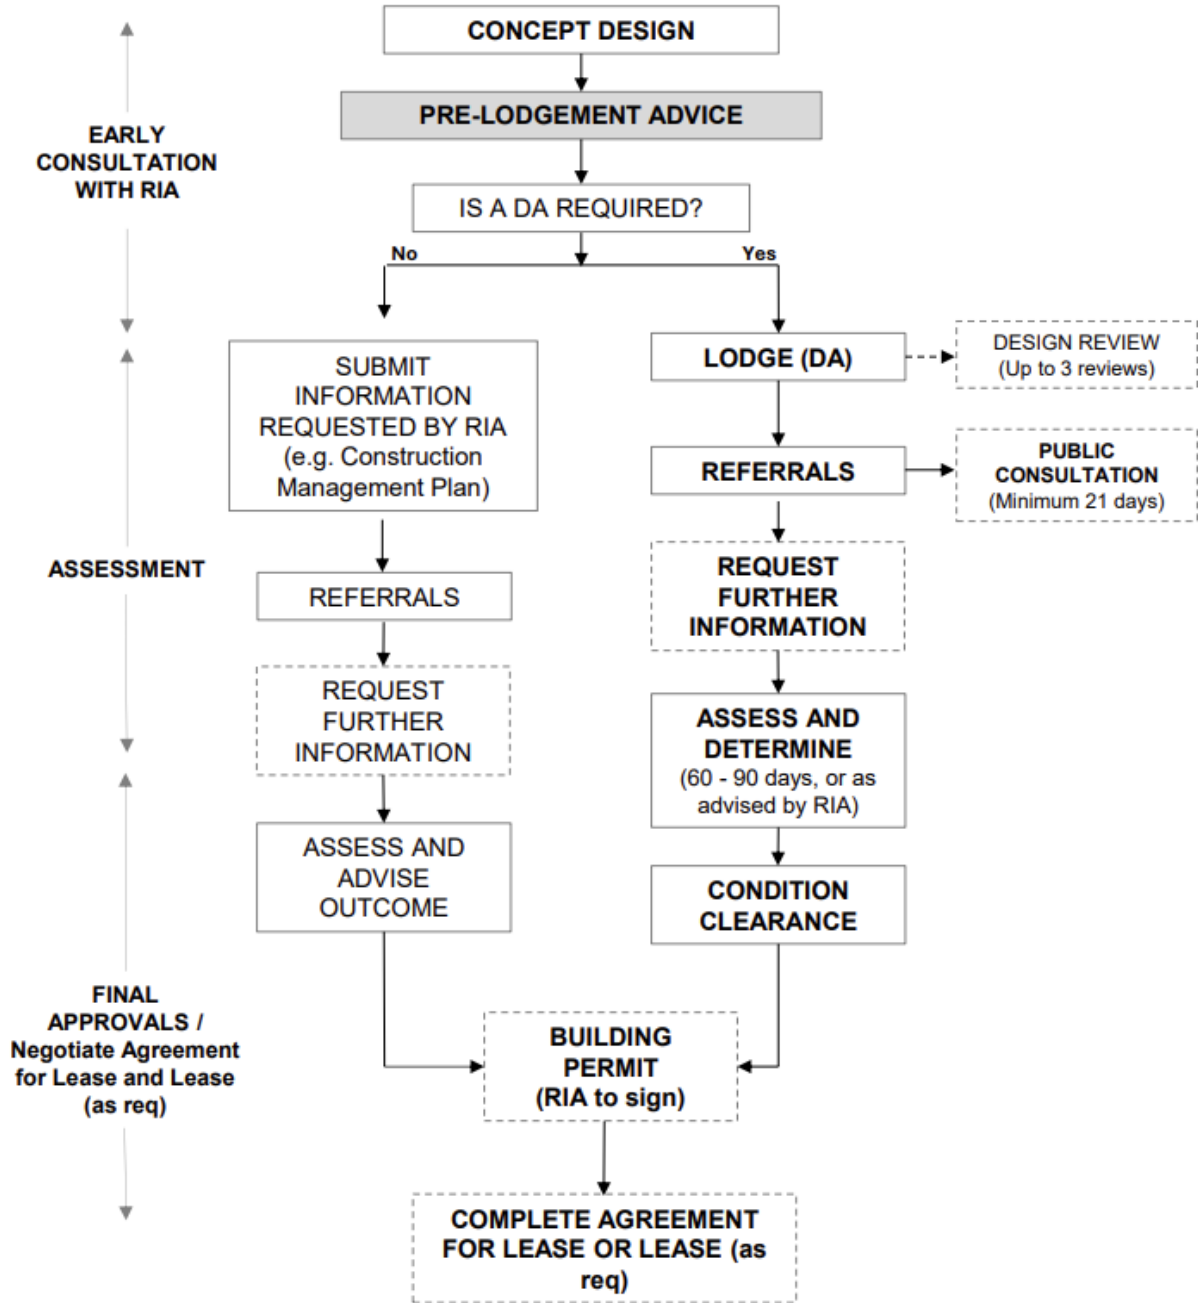 CONCEPT DESIGN
PRE-LODGEMENT ADVICE
EARLY
CONSULTATION
WITH RIA
IS A DA REQUIRED?
No
Yes
SUBMIT
INFORMATION
REQUESTED BY RIA
(e.g. Construction
Management Plan)
LODGE (DA)
DESIGN REVIEW
(Up to 3 reviews)
REFERRALS
PUBLIC
CONSULTATION
(Minimum 21 days)
ASSESSMENT
REFERRALS
REQUEST
FURTHER
INFORMATION
REQUEST
FURTHER
INFORMATION
ASSESS AND
DETERMINE
(60 - 90 days, or as
advised by RIA)
ASSESS AND
ADVISE
OUTCOME
CONDITION
CLEARANCE
FINAL
APPROVALS /
Negotiate Agreement
for Lease and Lease
(as req)
BUILDING
PERMIT
(RIA to sign)
COMPLETE AGREEMENT
FOR LEASE OR LEASE (as
req)